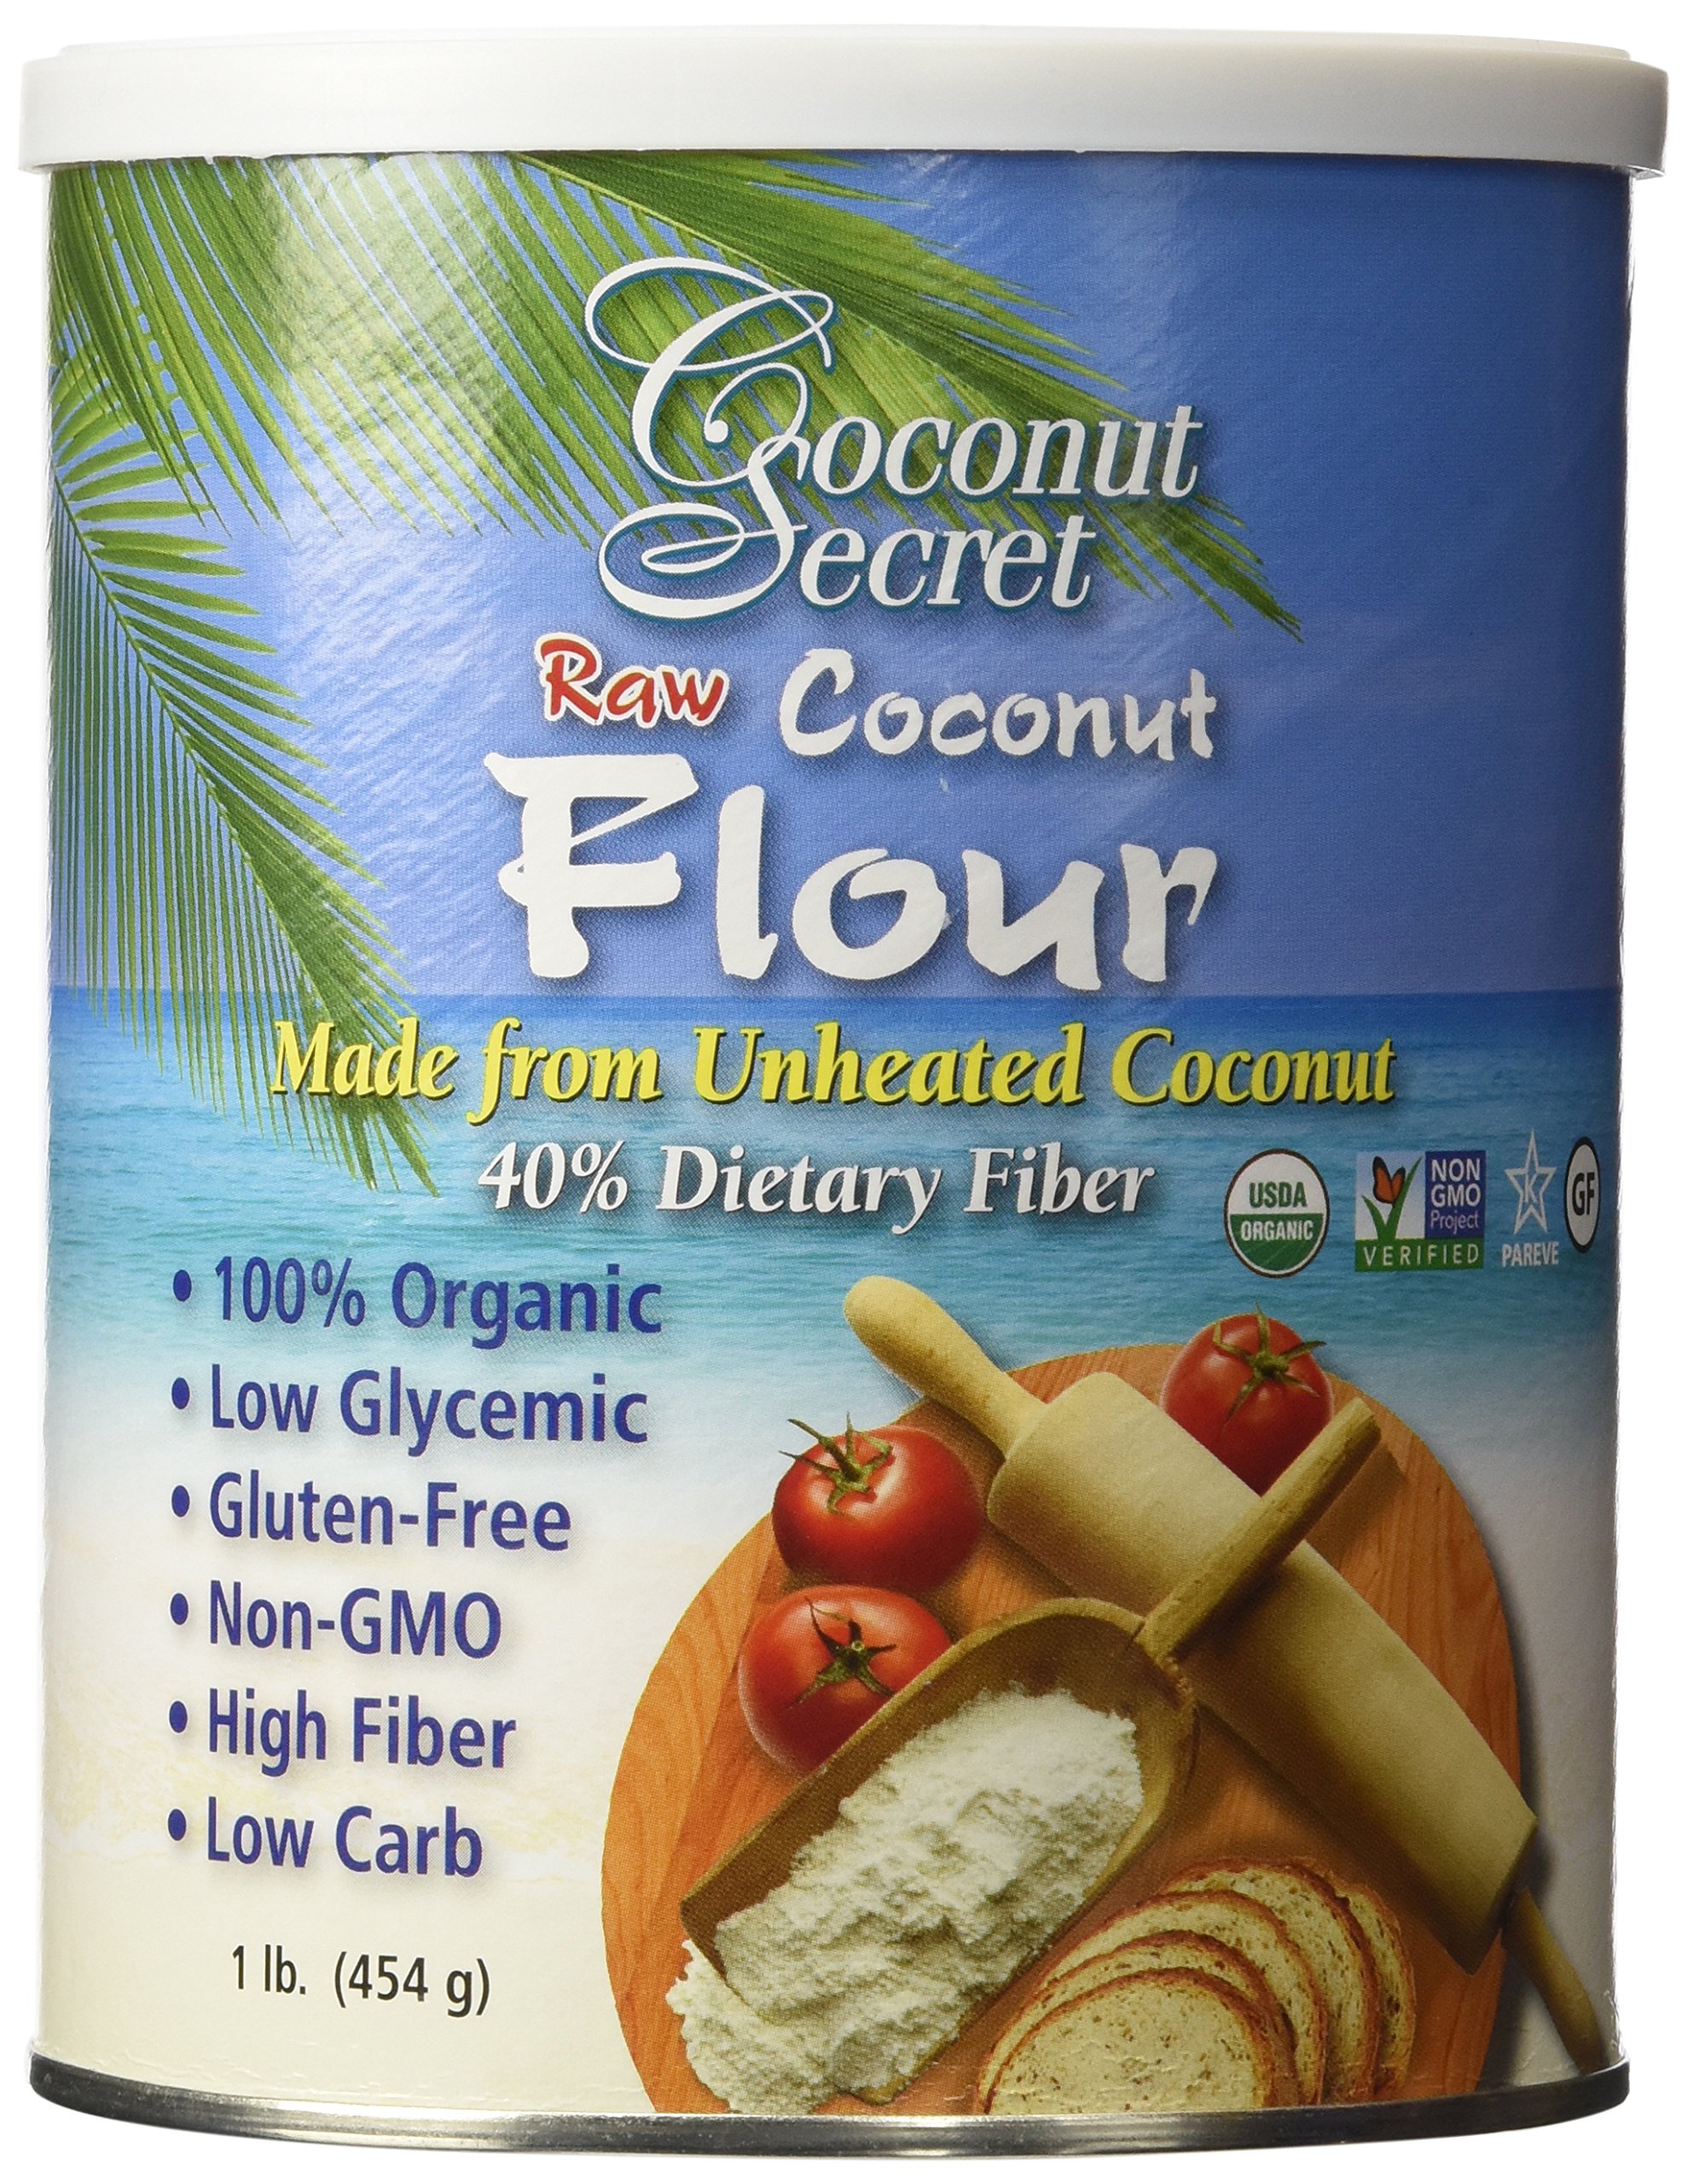 Coconut
Secret
Raw Coconut
Flour
Made from Unheated Coconut
40% Dietary Fiber
USDA
ORGANIC
NON
GMO
Project
VERIFIED
K
PAREVE
GF
• 100% Organic
• Low Glycemic
• Gluten-Free
• Non-GMO
• High Fiber
• Low Carb
1 lb. (454 g)